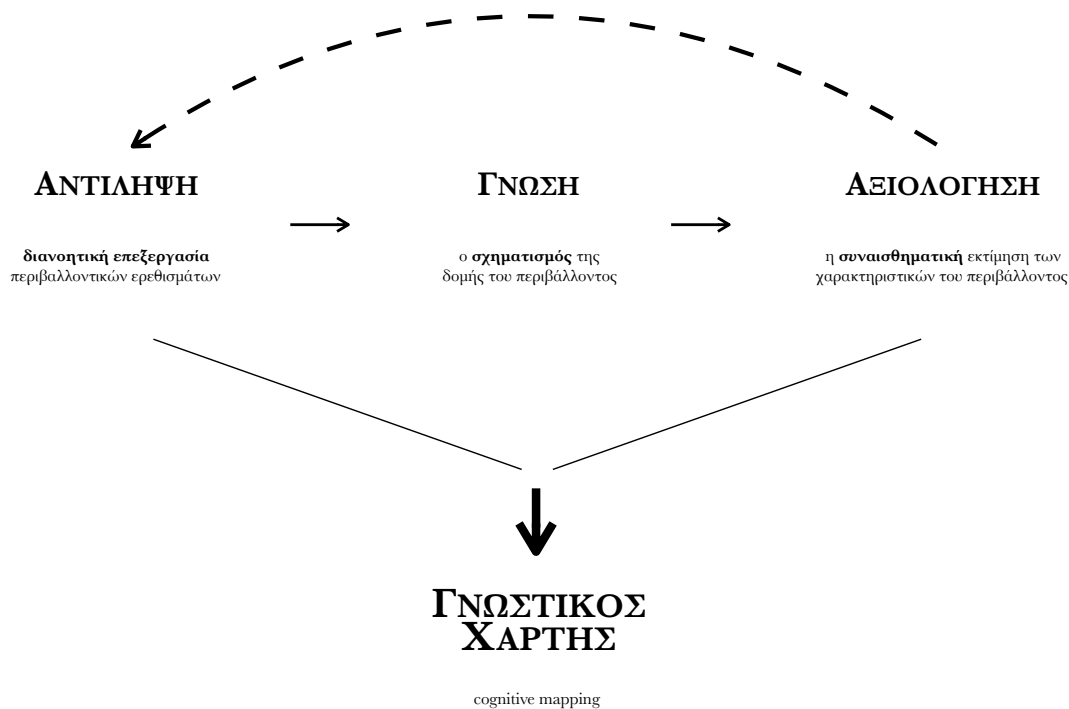 ΑΝΤΙΛΗΨΗ
ΓΝΩΣΗ
ΑΞΙΟΛΟΓΗΣΗ
διανοητική επεξεργασία
περιβαλλοντικών ερεθισμάτων
ο σχηματισμός της
δομής του περιβάλλοντος
η συναισθηματική εκτίμηση των
χαρακτηριστικών του περιβάλλοντος
ΓΝΩΣΤΙΚΟΣ
ΧΑΡΤΗΣ
cognitive mapping